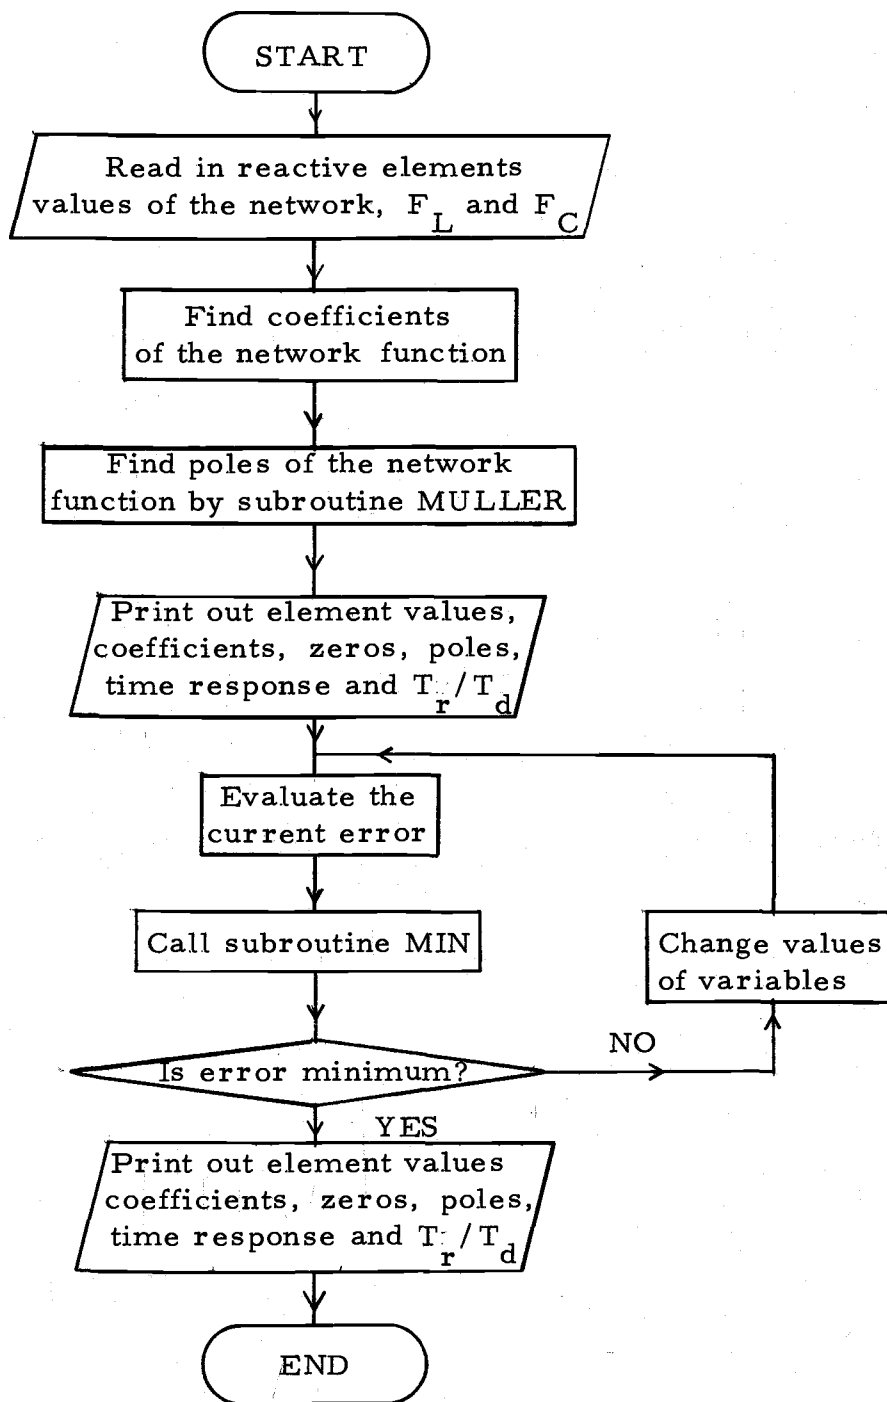 START
Read in reactive elements
values of the network, F_L and F_C
Find coefficients
of the network function
Find poles of the network
function by subroutine MULLER
Print out element values,
coefficients, zeros, poles,
time response and T_r/T_d
Evaluate the
current error
Call subroutine MIN
Change values
of variables
Is error minimum?
NO
YES
Print out element values
coefficients, zeros, poles,
time response and T_r/T_d
END